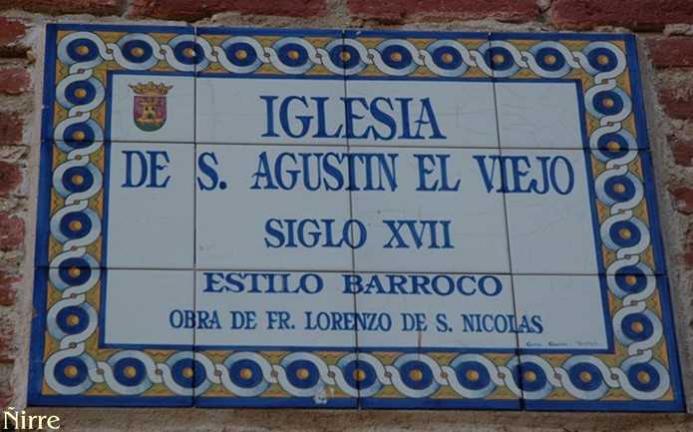 IGLESIA
DE S. AGUSTIN EL VIEJO
SIGLO XVII
ESTILO BARROCO
OBRA DE FR. LORENZO DE S. NICOLAS
Ñirre